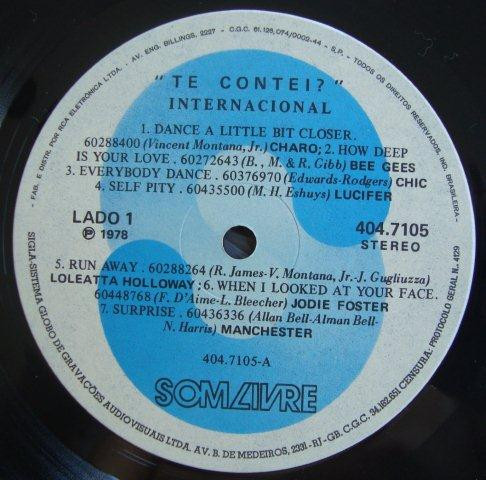 - FAB. E DISTR. POR RCA ELETRÔNICA LTDA. . AV. ENG. BILLINGS, 2227 - C.G.C. 61.126.074/0002-44 - S.P. - TODOS OS DIREITOS RESERVADOS. IND. BRASILEIRA -
"TE CONTEI?"
INTERNACIONAL
1. DANCE A LITTLE BIT CLOSER.
60288400 (Vincent Montana, Jr.) CHARO; 2. HOW DEEP
IS YOUR LOVE . 60272643 (B., M. & R. Gibb) BEE GEES
3. EVERYBODY DANCE . 60376970 (Edwards-Rodgers) CHIC
4. SELF PITY . 60435500 (M. H. Eshuys) LUCIFER
LADO 1
℗ 1978
404.7105
STEREO
5. RUN AWAY . 60288264 (R. James-V. Montana, Jr.-J. Gugliuzza)
LOLEATTA HOLLOWAY ; 6. WHEN I LOOKED AT YOUR FACE.
60448768 (F. D'Aime-L. Bleecher) JODIE FOSTER
7. SURPRISE . 60436336 (Allan Bell-Alman Bell-
N. Harris) MANCHESTER
404.7105-A
SOM LIVRE
SIGLA-SISTEMA GLOBO DE GRAVAÇÕES AUDIOVISUAIS LTDA. AV. B. DE MEDEIROS, 2331 - RJ - GB. C.G.C. 34.162.651 CENSURA: PROTOCOLO GERAL N.. 4129